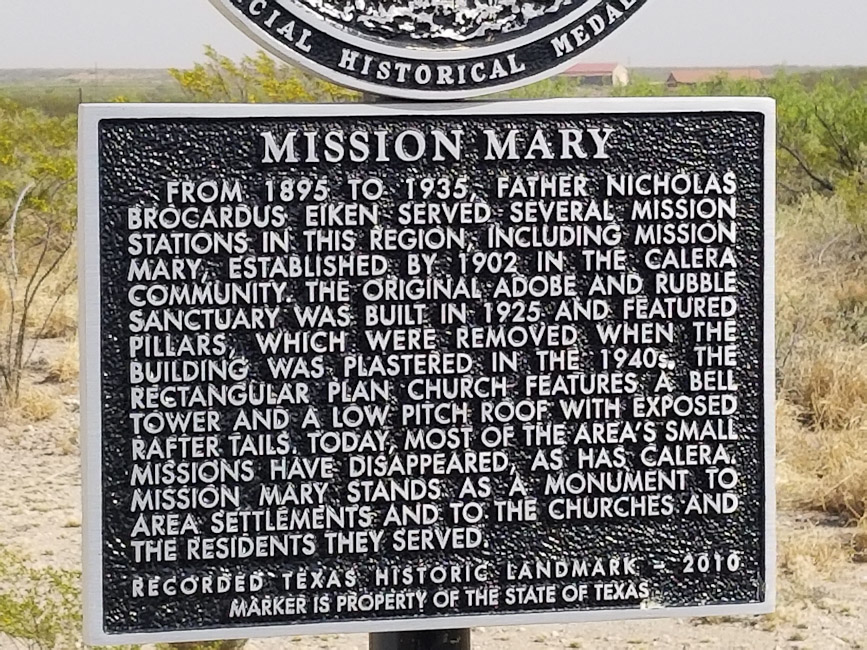 CIAL HISTORICAL MEDAL
MISSION MARY
FROM 1895 TO 1935, FATHER NICHOLAS
BROCARDUS EIKEN SERVED SEVERAL MISSION
STATIONS IN THIS REGION, INCLUDING MISSION
MARY, ESTABLISHED BY 1902 IN THE CALERA
COMMUNITY. THE ORIGINAL ADOBE AND RUBBLE
SANCTUARY WAS BUILT IN 1925 AND FEATURED
PILLARS, WHICH WERE REMOVED WHEN THE
BUILDING WAS PLASTERED IN THE 1940s. THE
RECTANGULAR PLAN CHURCH FEATURES A BELL
TOWER AND A LOW PITCH ROOF WITH EXPOSED
RAFTER TAILS. TODAY, MOST OF THE AREA'S SMALL
MISSIONS HAVE DISAPPEARED, AS HAS CALERA.
MISSION MARY STANDS AS A MONUMENT TO
AREA SETTLEMENTS AND TO THE CHURCHES AND
THE RESIDENTS THEY SERVED.
RECORDED TEXAS HISTORIC LANDMARK – 2010
MARKER IS PROPERTY OF THE STATE OF TEXAS